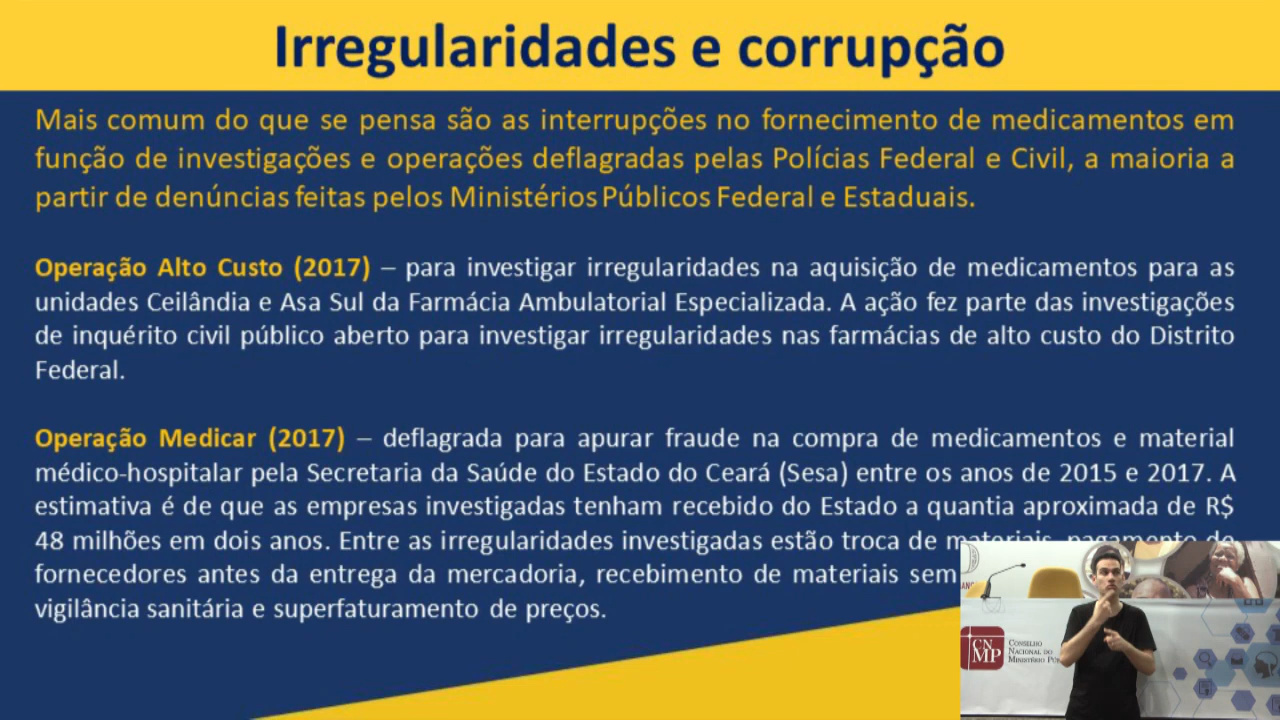 Irregularidades e corrupção
Mais comum do que se pensa são as interrupções no fornecimento de medicamentos em
função de investigações e operações deflagradas pelas Polícias Federal e Civil, a maioria a
partir de denúncias feitas pelos Ministérios Públicos Federal e Estaduais.
Operação Alto Custo (2017) – para investigar irregularidades na aquisição de medicamentos para as
unidades Ceilândia e Asa Sul da Farmácia Ambulatorial Especializada. A ação fez parte das investigações
de inquérito civil público aberto para investigar irregularidades nas farmácias de alto custo do Distrito
Federal.
Operação Medicar (2017) – deflagrada para apurar fraude na compra de medicamentos e material
médico-hospitalar pela Secretaria da Saúde do Estado do Ceará (Sesa) entre os anos de 2015 e 2017. A
estimativa é de que as empresas investigadas tenham recebido do Estado a quantia aproximada de R$
48 milhões em dois anos. Entre as irregularidades investigadas estão troca de materiais, pagamento de
fornecedores antes da entrega da mercadoria, recebimento de materiais sem
vigilância sanitária e superfaturamento de preços.
CN
MP
Conselho
Nacional do
Ministério